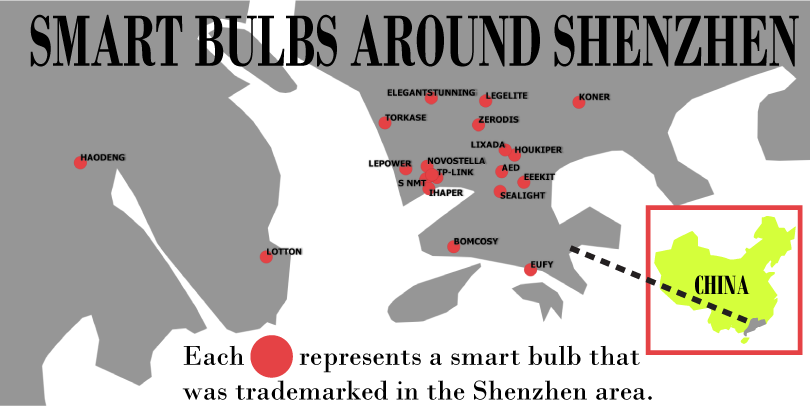 SMART BULBS AROUND SHENZHEN
ELEGANTSTUNNING
LEGELITE
KONER
TORKASE
ZERODIS
LIXADA
HOUKIPER
HAODENG
LEPOWER
NOVOSTELLA
AED
TP-LINK
EEEKIT
S NMT
IHAPER
SEALIGHT
BOMCOSY
LOTTON
EUFY
CHINA
Each represents a smart bulb that
was trademarked in the Shenzhen area.